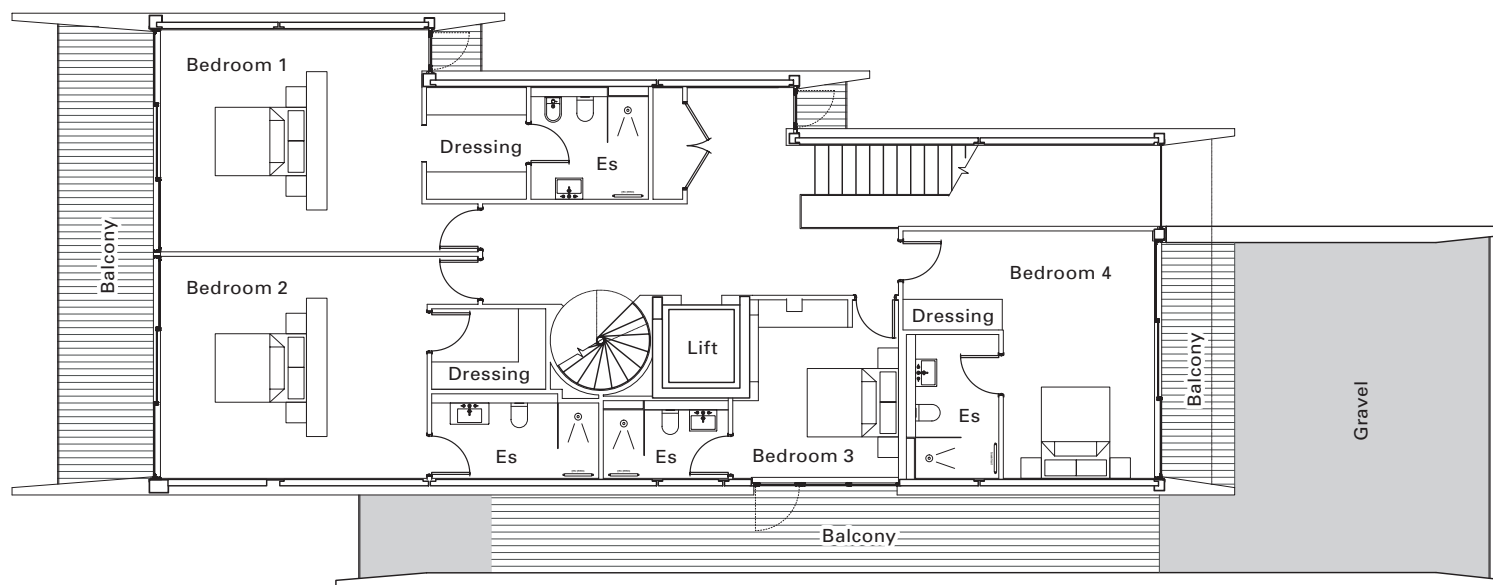 Bedroom 1
Dressing
Es
Balcony
Bedroom 2
Bedroom 4
Dressing
Lift
Dressing
Balcony
Gravel
Es
Es
Es
Bedroom 3
Balcony